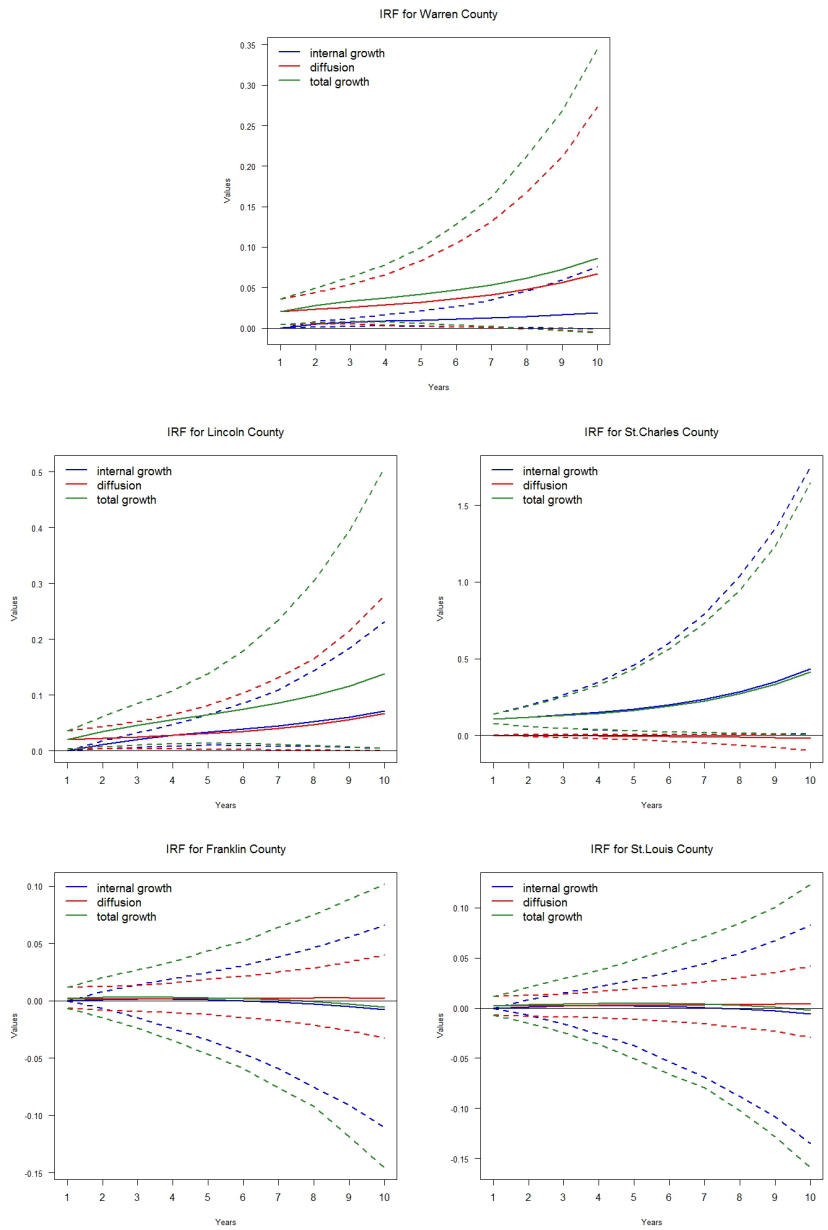 IRF for Warren County
internal growth
diffusion
total growth
0.35
0.30
0.25
0.20
0.15
0.10
0.05
0.00
Values
1 2 3 4 5 6 7 8 9 10
Years
IRF for Lincoln County
internal growth
diffusion
total growth
0.5
0.4
0.3
0.2
0.1
0.0
Values
1 2 3 4 5 6 7 8 9 10
Years
IRF for St.Charles County
internal growth
diffusion
total growth
1.5
1.0
0.5
0.0
Values
1 2 3 4 5 6 7 8 9 10
Years
IRF for Franklin County
internal growth
diffusion
total growth
0.10
0.05
0.00
-0.05
-0.10
-0.15
Values
1 2 3 4 5 6 7 8 9 10
Years
IRF for St.Louis County
internal growth
diffusion
total growth
0.10
0.05
0.00
-0.05
-0.10
-0.15
Values
1 2 3 4 5 6 7 8 9 10
Years